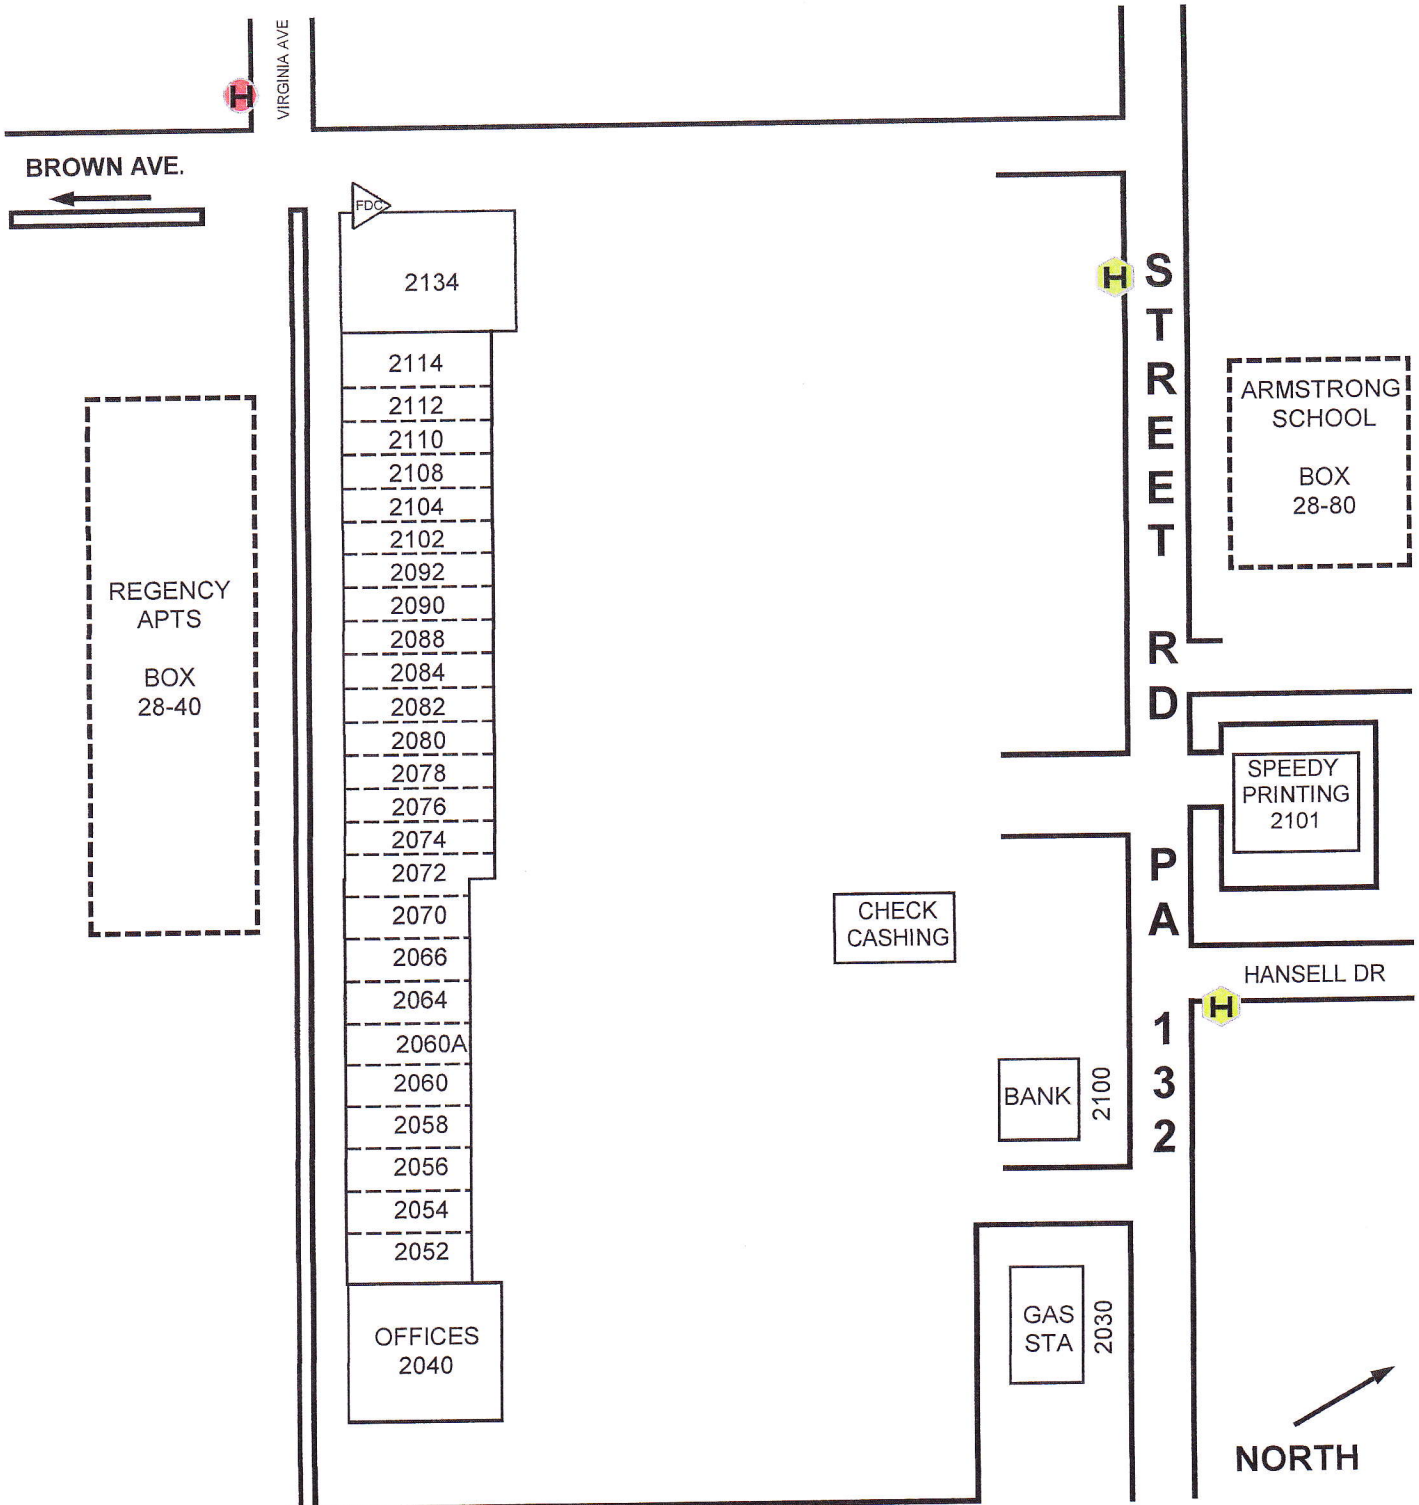 VIRGINIA AVE
H
BROWN AVE.
FDC
2134
2114
2112
2110
2108
2104
2102
2092
2090
2088
2084
2082
2080
2078
2076
2074
2072
2070
2066
2064
2060A
2060
2058
2056
2054
2052
OFFICES
2040
REGENCY
APTS
BOX
28-40
H
STREET RD PA 132
ARMSTRONG
SCHOOL
BOX
28-80
SPEEDY
PRINTING
2101
CHECK
CASHING
HANSELL DR
H
BANK
2100
GAS
STA
2030
NORTH